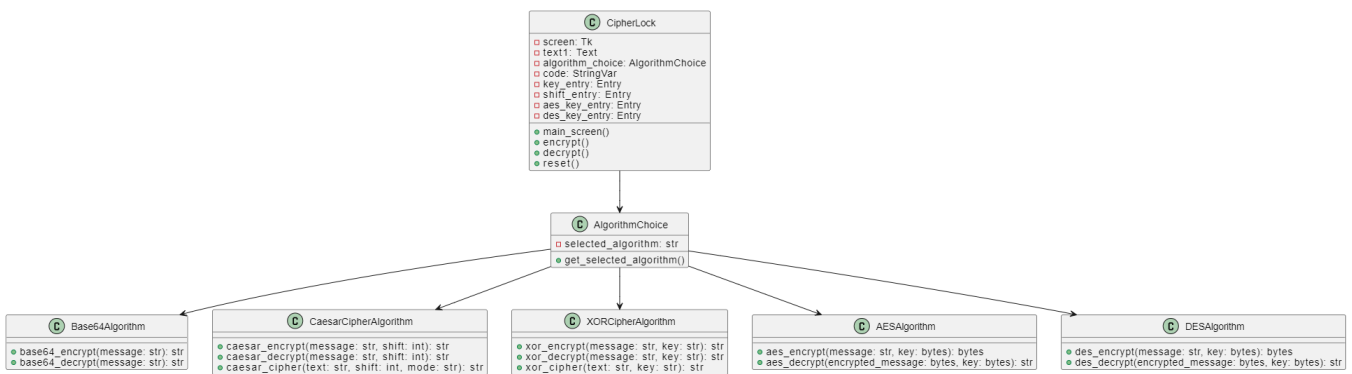 C CipherLock
screen: Tk
text1: Text
algorithm_choice: AlgorithmChoice
code: StringVar
key_entry: Entry
shift_entry: Entry
aes_key_entry: Entry
des_key_entry: Entry
main_screen()
encrypt()
decrypt()
reset()
C AlgorithmChoice
selected_algorithm: str
get_selected_algorithm()
C Base64Algorithm
base64_encrypt(message: str): str
base64_decrypt(message: str): str
C CaesarCipherAlgorithm
caesar_encrypt(message: str, shift: int): str
caesar_decrypt(message: str, shift: int): str
caesar_cipher(text: str, shift: int, mode: str): str
C XORCipherAlgorithm
xor_encrypt(message: str, key: str): str
xor_decrypt(message: str, key: str): str
xor_cipher(text: str, key: str): str
C AESAlgorithm
aes_encrypt(message: str, key: bytes): bytes
aes_decrypt(encrypted_message: bytes, key: bytes): str
C DESAlgorithm
des_encrypt(message: str, key: bytes): bytes
des_decrypt(encrypted_message: bytes, key: bytes): str